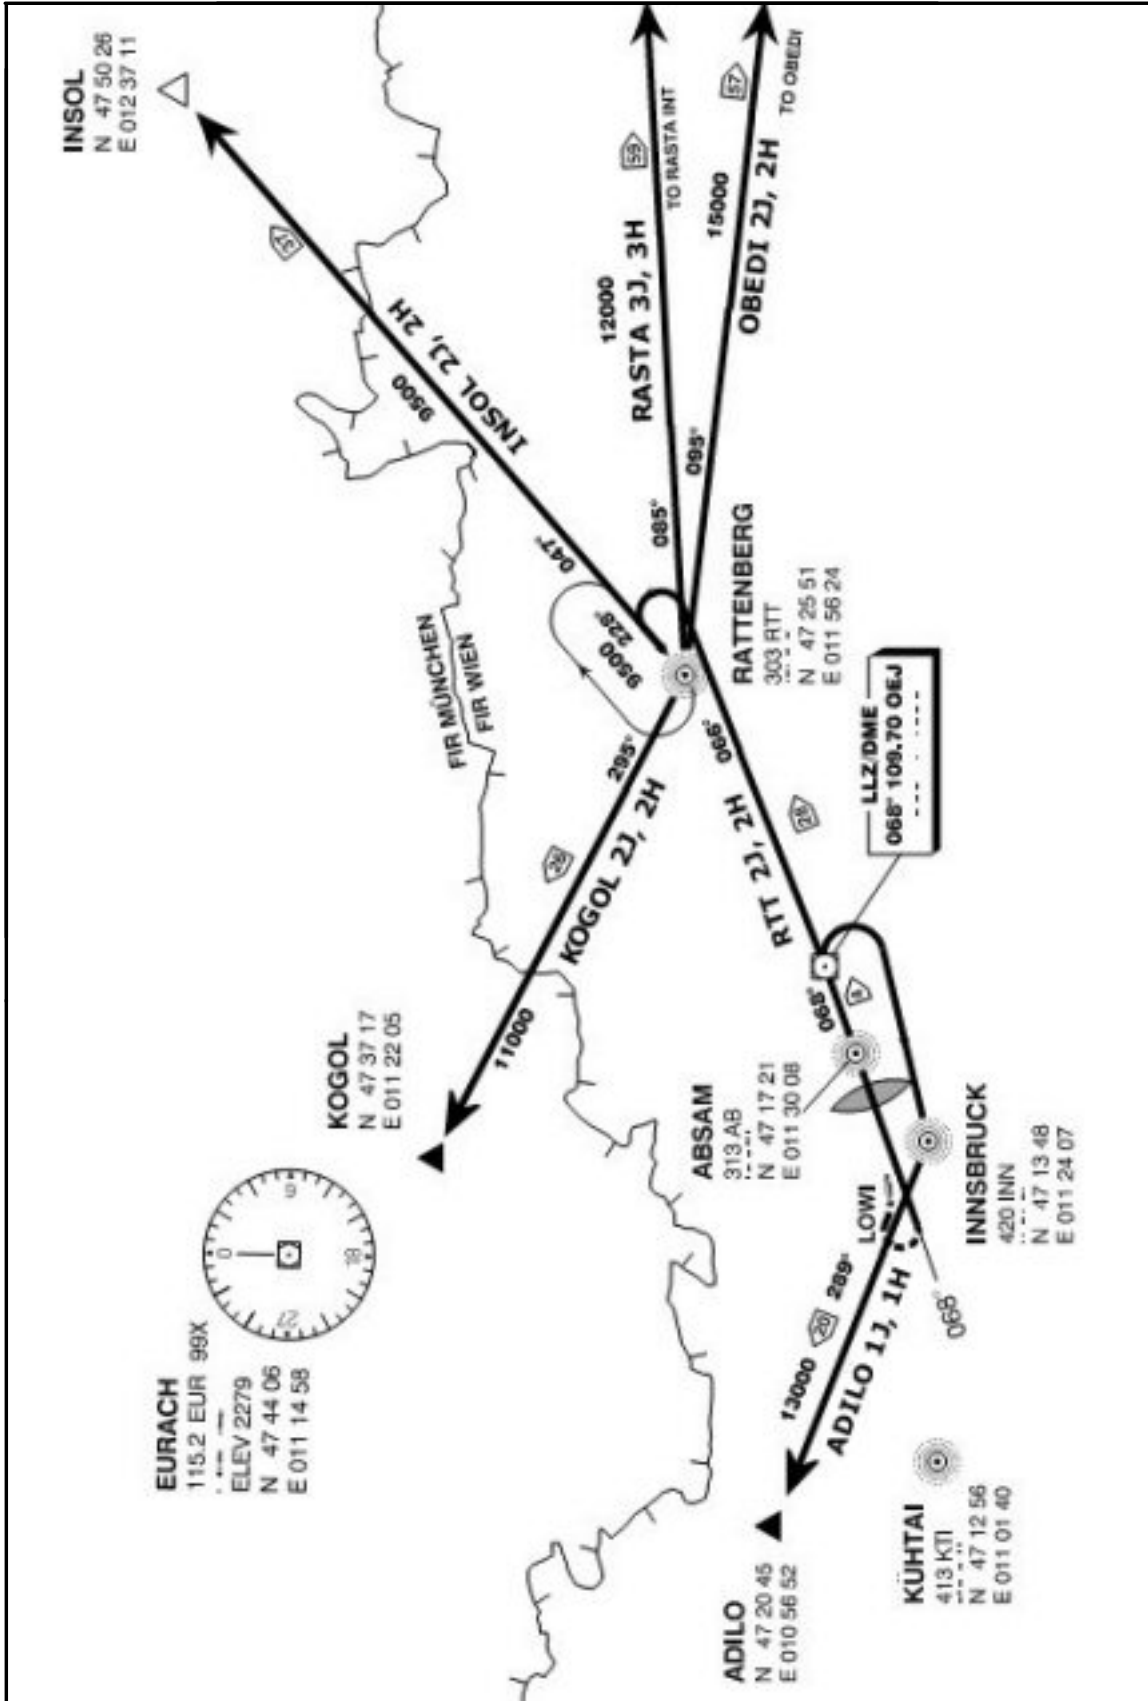 INSOL
N 47 50 26
E 012 37 11
37
INSOL 2J, 2H
9500
047°
TO RASTA INT
59
12000
RASTA 3J, 3H
085°
TO OBEDI
57
15000
OBEDI 2J, 2H
095°
FIR MÜNCHEN
FIR WIEN
9500
228°
RATTENBERG
303 RTT
N 47 25 51
E 011 56 24
KOGOL
N 47 37 17
E 011 22 05
11000
26
KOGOL 2J, 2H
295°
066°
RTT 2J, 2H
28
LLZ/DME
068° 109.70 OEJ
068°
EURACH
115.2 EUR 99X
ELEV 2279
N 47 44 06
E 011 14 58
0
9
18
27
ABSAM
313 AB
N 47 17 21
E 011 30 08
LOWI
INNSBRUCK
420 INN
N 47 13 48
E 011 24 07
13000
20
289°
ADILO 1J, 1H
068°
ADILO
N 47 20 45
E 010 56 52
KÜHTAI
413 KTI
N 47 12 56
E 011 01 40